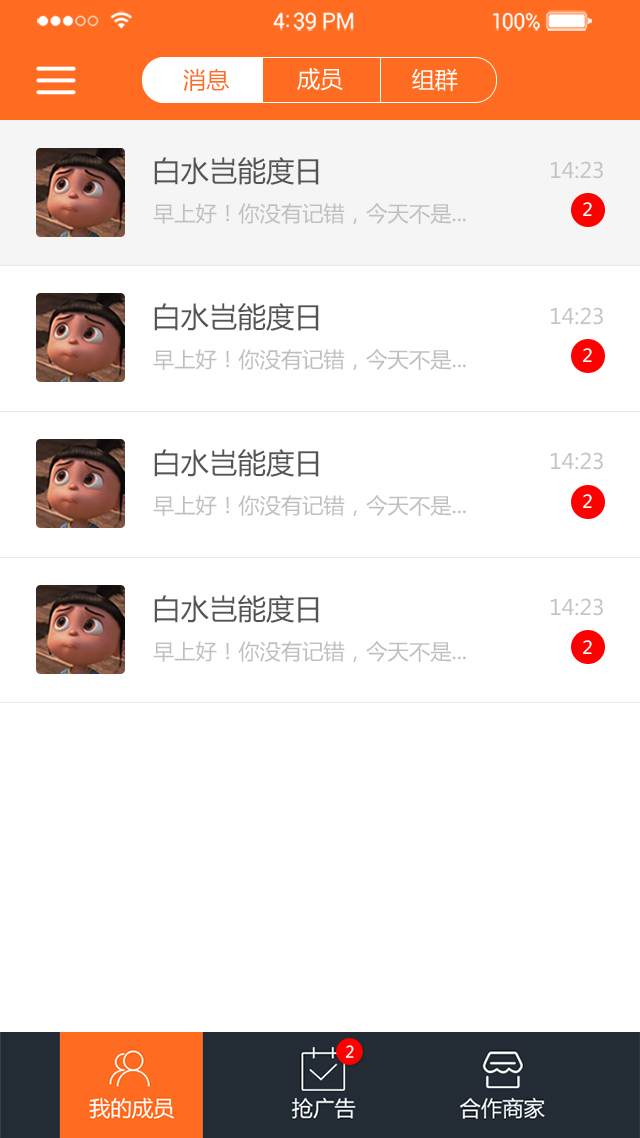 4:39 PM 100%
消息 成员 组群
白水岂能度日 14:23
早上好！你没有记错，今天不是... 2
白水岂能度日 14:23
早上好！你没有记错，今天不是... 2
白水岂能度日 14:23
早上好！你没有记错，今天不是... 2
白水岂能度日 14:23
早上好！你没有记错，今天不是... 2
2
我的成员 抢广告 合作商家